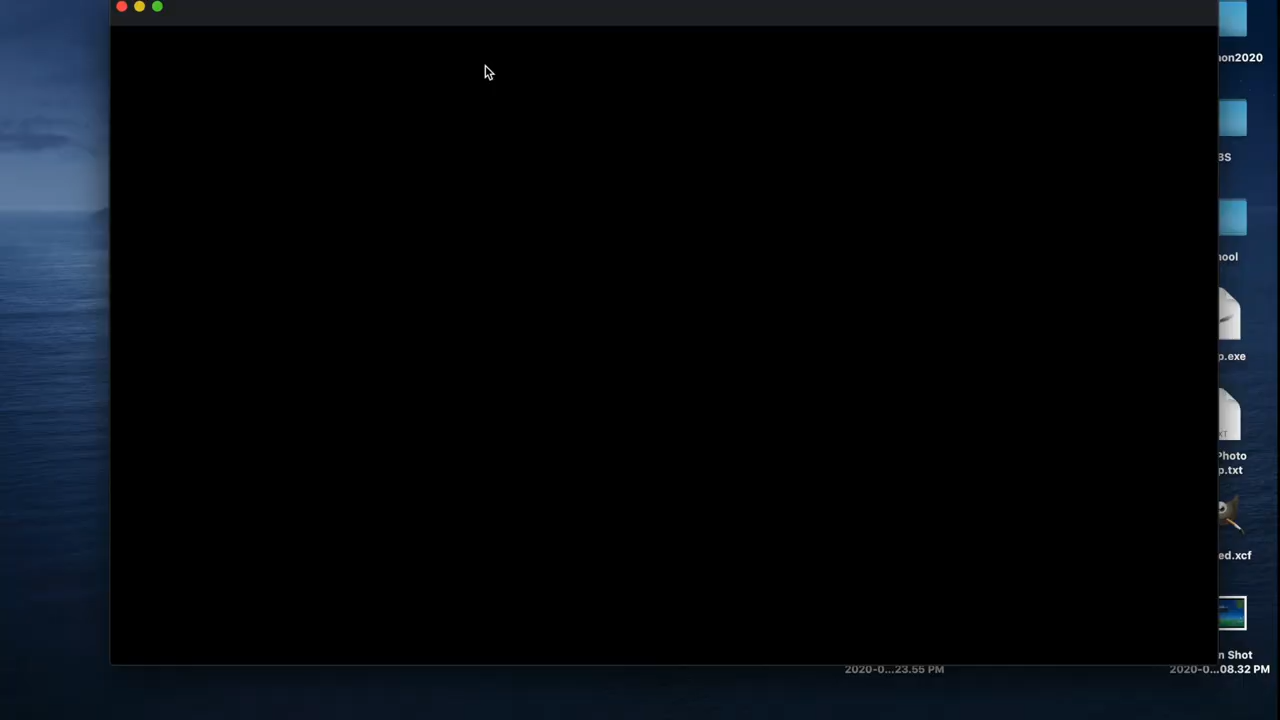 non2020
BS
hool
p.exe
Photo
p.txt
ed.xcf
n Shot
2020-0...23.55 PM
2020-0...08.32 PM